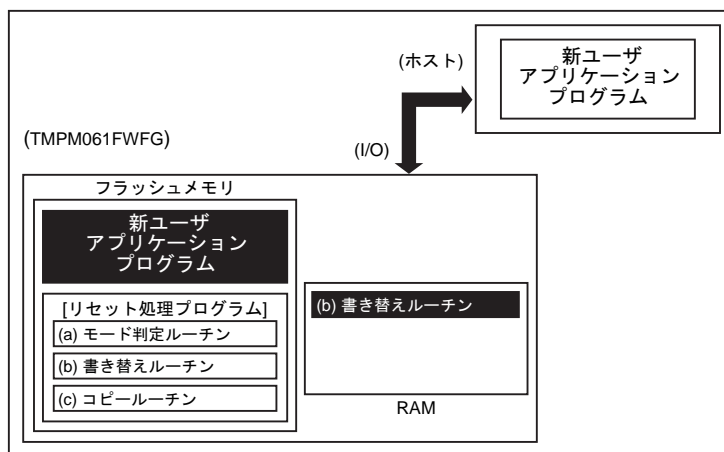 (ホスト)
新ユーザ
アプリケーション
プログラム
(TMPM061FWFG)
(I/O)
フラッシュメモリ
新ユーザ
アプリケーション
プログラム
[リセット処理プログラム]
(a) モード判定ルーチン
(b) 書き替えルーチン
(c) コピールーチン
(b) 書き替えルーチン
RAM